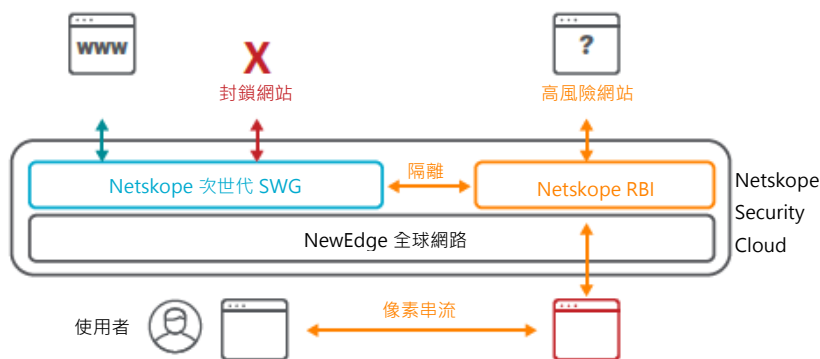 www
X
?
封鎖網站
高風險網站
Netskope 次世代 SWG
隔離
Netskope RBI
Netskope
Security
Cloud
NewEdge 全球網路
使用者
像素串流